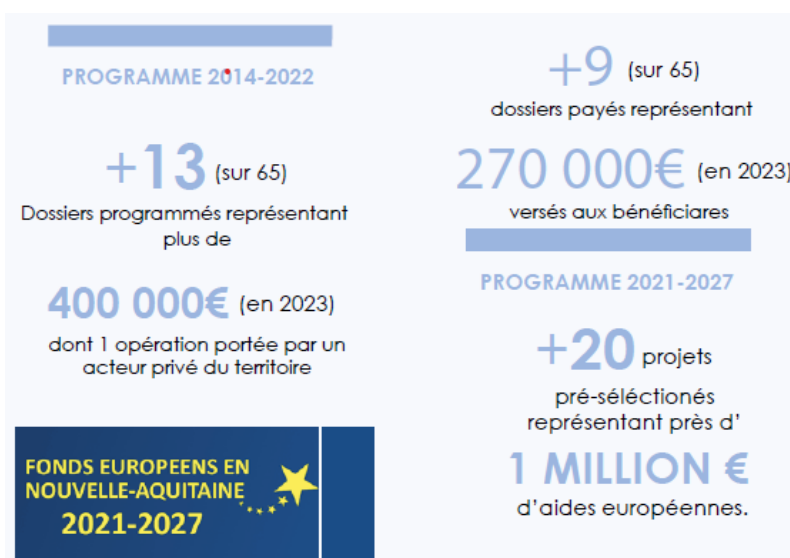 PROGRAMME 2014-2022
+13 (sur 65)
Dossiers programmés représentant
plus de
400 000€ (en 2023)
dont 1 opération portée par un
acteur privé du territoire
FONDS EUROPEENS EN
NOUVELLE-AQUITAINE
2021-2027
+9 (sur 65)
dossiers payés représentant
270 000€ (en 2023)
versés aux bénéficiares
PROGRAMME 2021-2027
+20 projets
pré-séléctionés
représentant près d'
1 MILLION €
d'aides européennes.